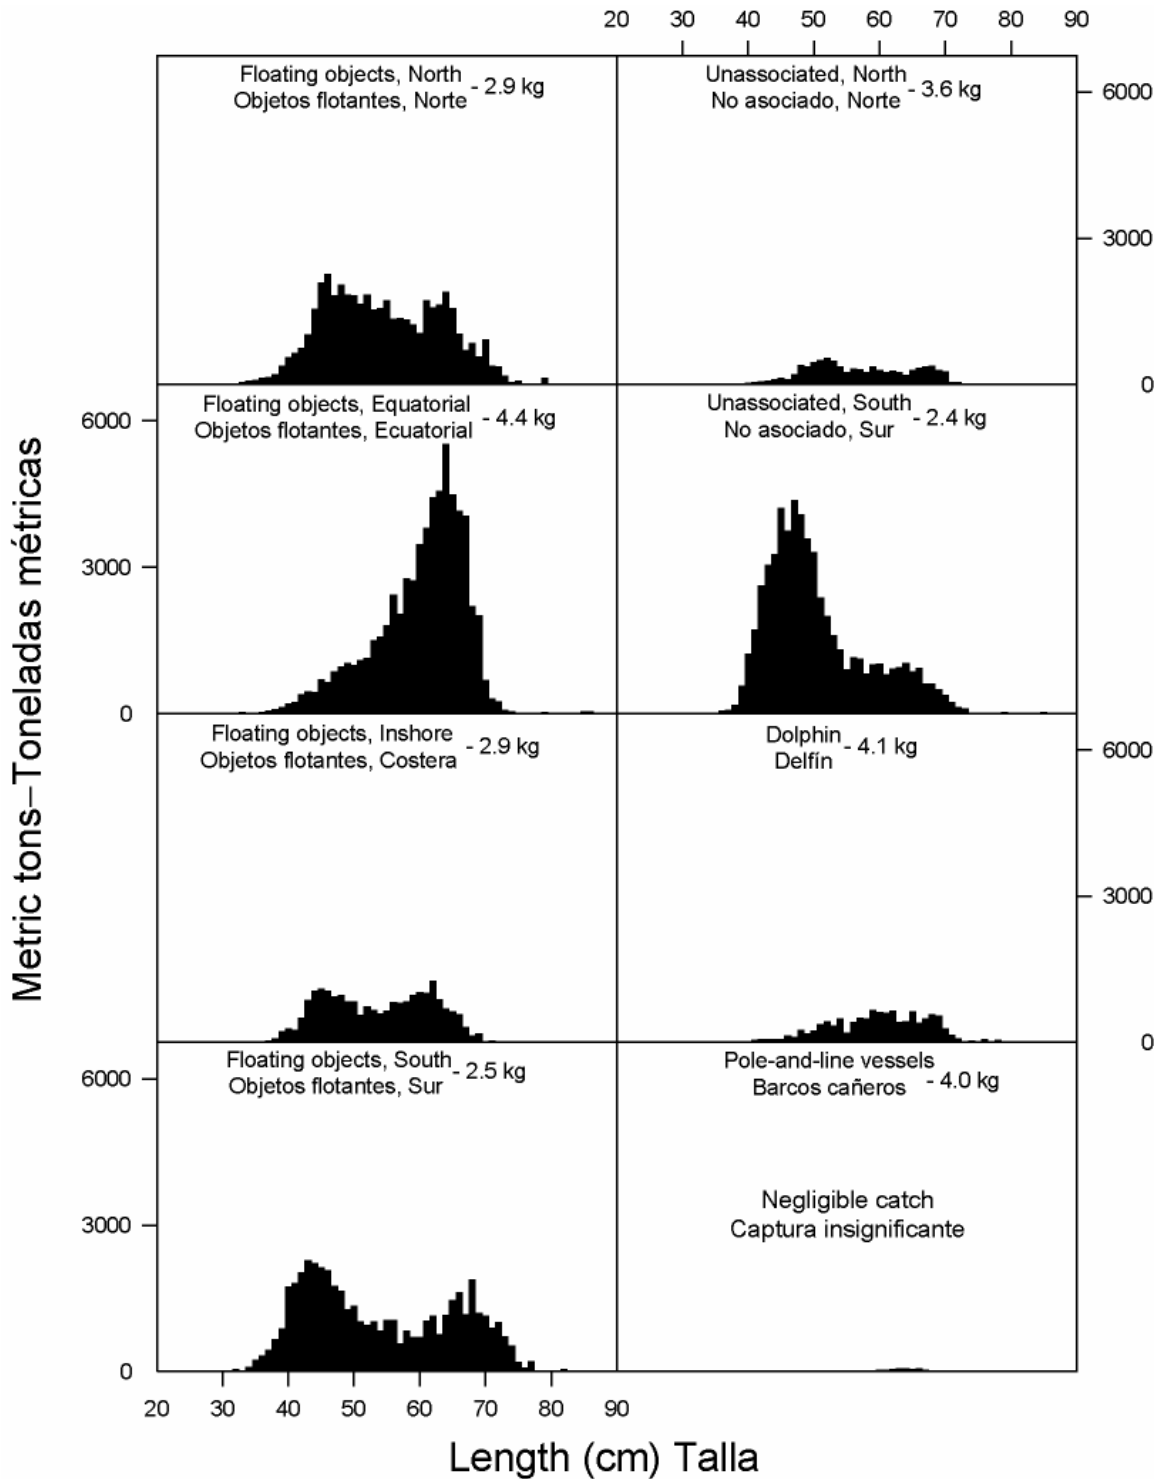 20 30 40 50 60 70 80 90
Floating objects, North
Objetos flotantes, Norte
- 2.9 kg
Unassociated, North
No asociado, Norte
- 3.6 kg
6000
3000
0
Floating objects, Equatorial
Objetos flotantes, Ecuatorial
- 4.4 kg
Unassociated, South
No asociado, Sur
- 2.4 kg
6000
3000
0
Floating objects, Inshore
Objetos flotantes, Costera
- 2.9 kg
Dolphin
Delfín
- 4.1 kg
6000
3000
0
Floating objects, South
Objetos flotantes, Sur
- 2.5 kg
Pole-and-line vessels
Barcos cañeros
- 4.0 kg
Negligible catch
Captura insignificante
6000
3000
0
20 30 40 50 60 70 80 90
Metric tons–Toneladas métricas
Length (cm) Talla